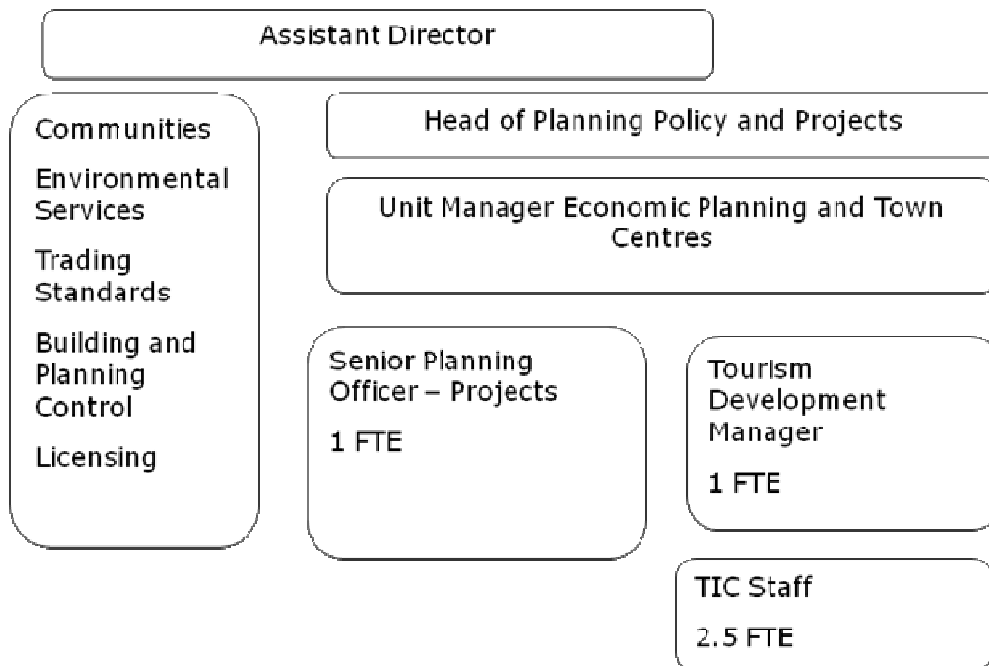 Assistant Director
Communities
Environmental
Services
Trading
Standards
Building and
Planning
Control
Licensing
Head of Planning Policy and Projects
Unit Manager Economic Planning and Town
Centres
Senior Planning
Officer – Projects
1 FTE
Tourism
Development
Manager
1 FTE
TIC Staff
2.5 FTE